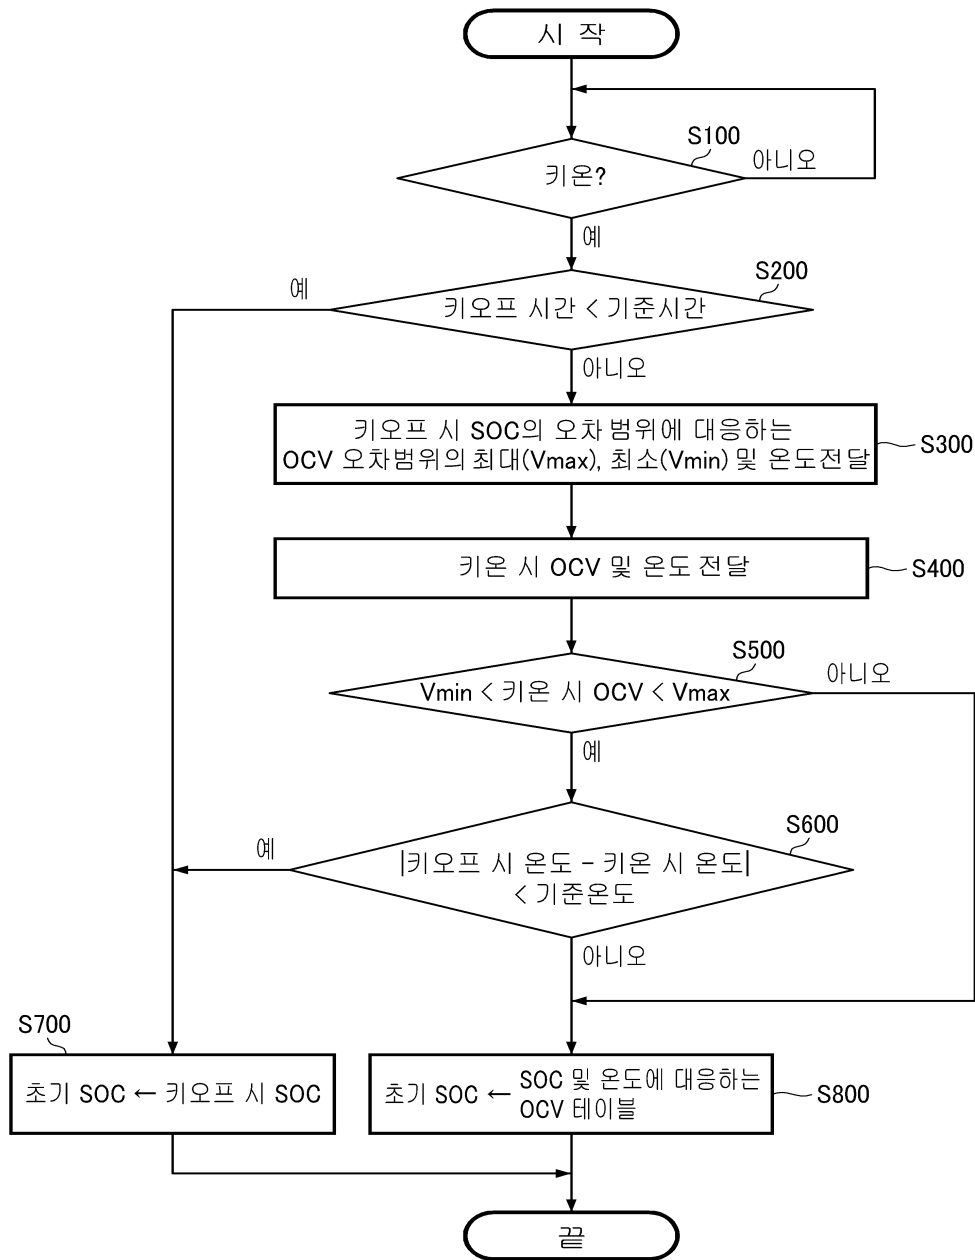 시 작
S100
키온?
아니오
예
S200
예
키오프 시간 < 기준시간
아니오
키오프 시 SOC의 오차 범위에 대응하는
OCV 오차범위의 최대(Vmax), 최소(Vmin) 및 온도전달
S300
키온 시 OCV 및 온도 전달
S400
S500
Vmin < 키온 시 OCV < Vmax
아니오
예
S600
예
|키오프 시 온도 - 키온 시 온도|
< 기준온도
아니오
S700
초기 SOC ← 키오프 시 SOC
초기 SOC ← SOC 및 온도에 대응하는
OCV 테이블
S800
끝